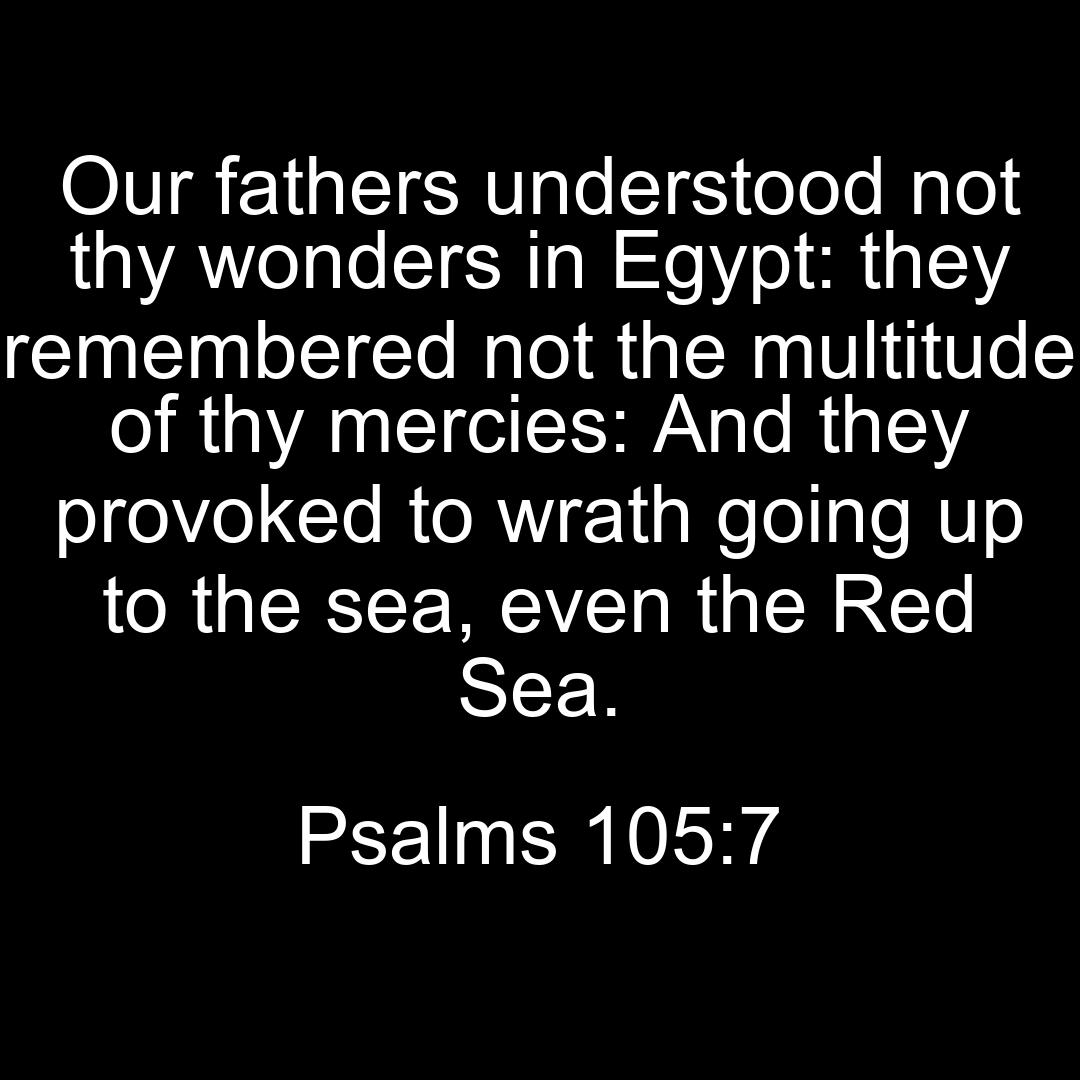 Our fathers understood not
thy wonders in Egypt: they
remembered not the multitude
of thy mercies: And they
provoked to wrath going up
to the sea, even the Red
Sea.
Psalms 105:7